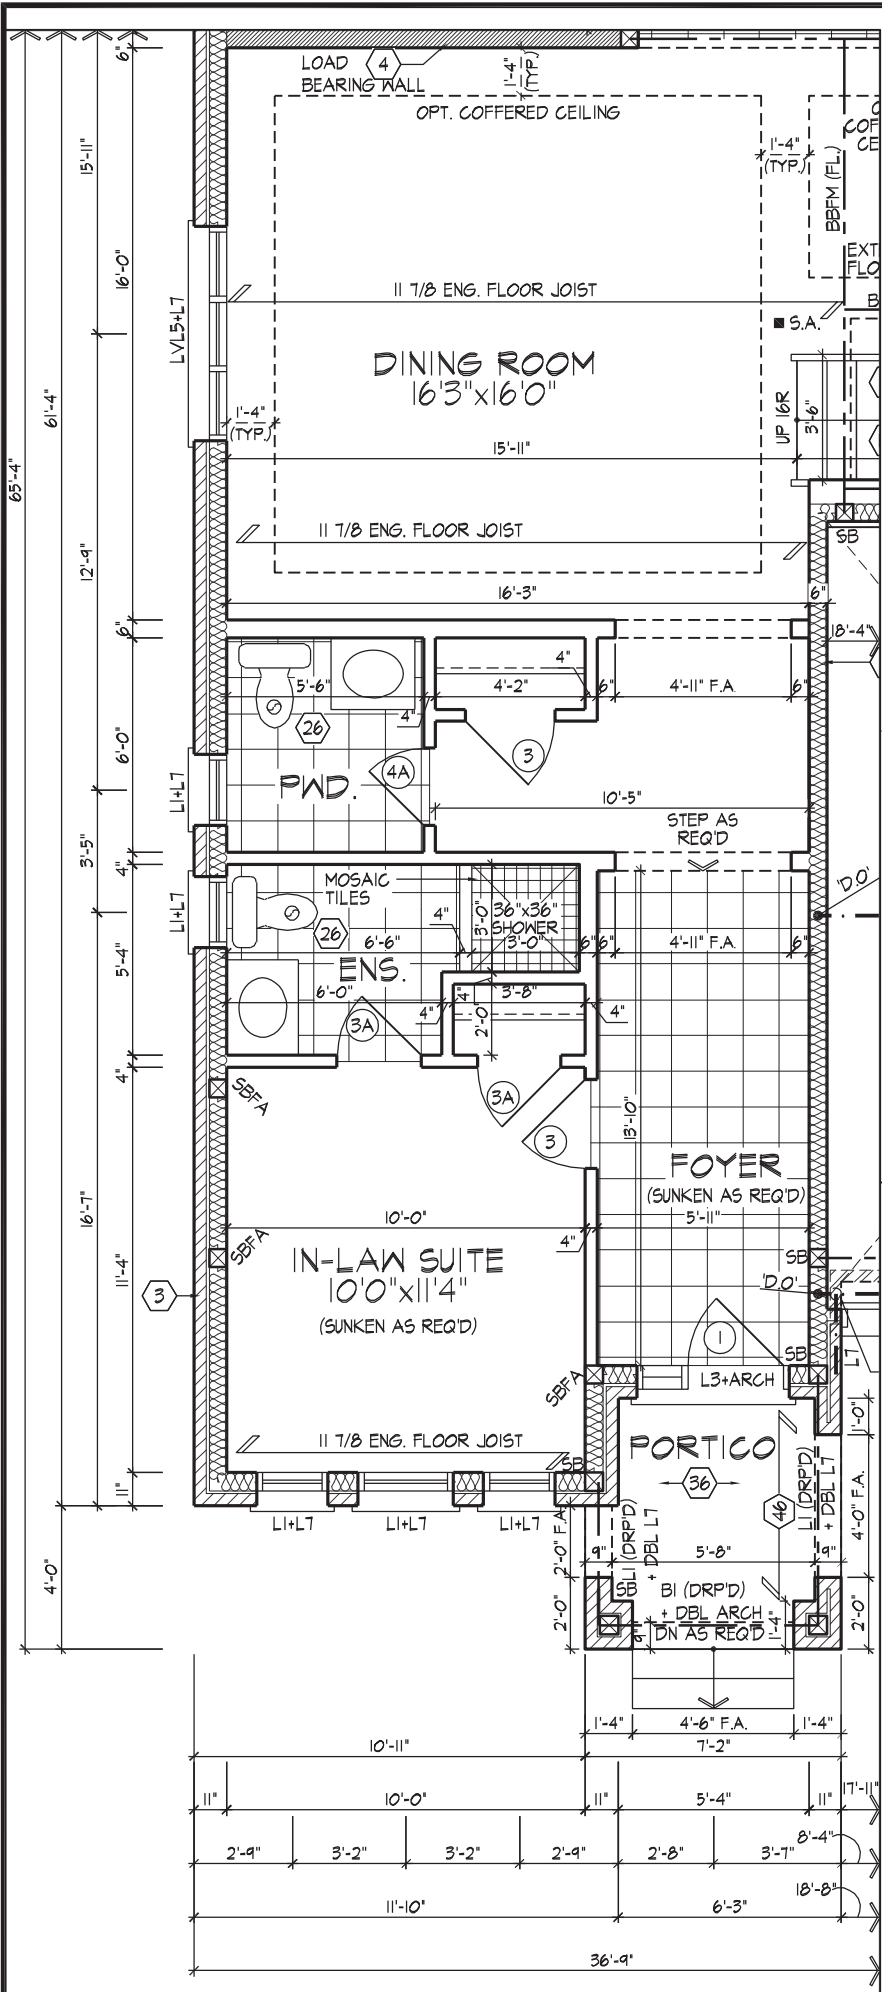 LOAD
BEARING WALL
4
1'-4"
(TYP.)
6"
OPT. COFFERED CEILING
15'-11"
1'-4"
(TYP.)
COF
CE
BBFM (FL.)
EXT
FLO
B
16'-0"
11 7/8 ENG. FLOOR JOIST
LVL5+L7
S.A.
DINING ROOM
16'3"x16'0"
61'-4"
65'-4"
1'-4"
(TYP.)
UP 16R
3'-6"
15'-11"
11 7/8 ENG. FLOOR JOIST
SB
12'-9"
16'-3"
6"
6"
18'-4"
5'-6"
4"
4"
4'-2"
6"
4'-11" F.A.
6"
26
6'-0"
3
4A
PWD.
L1+L7
10'-5"
STEP AS
REQ'D
3'-5"
4"
MOSAIC
TILES
'D.O'
L1+L7
4"
3'-0"
36"x36"
SHOWER
3'-0"
26
6'-6"
6"
6"
4'-11" F.A.
6"
5'-4"
ENS.
6'-0"
4"
4"
3'-8"
4"
2'-0"
3A
4"
SBFA
3A
3
13'-10"
FOYER
(SUNKEN AS REQ'D)
5'-11"
16'-7"
10'-0"
4"
SBFA
IN-LAW SUITE
10'0"x11'4"
(SUNKEN AS REQ'D)
11'-4"
3
SB
'D.O'
1
SB
L7
SBFA
L3+ARCH
11 7/8 ENG. FLOOR JOIST
SB
PORTICO
36
46
1'-0"
11"
L1+L7
L1+L7
L1+L7
L1 (DRP'D)
+ DBL L7
L1 (DRP'D)
+ DBL L7
4'-0" F.A.
2'-0" F.A.
9"
5'-8"
9"
4'-0"
SB
B1 (DRP'D)
+ DBL ARCH
DN AS REQ'D
2'-0"
9"
1'-4"
2'-0"
1'-4"
4'-6" F.A.
1'-4"
10'-11"
7'-2"
11"
10'-0"
11"
5'-4"
11"
17'-11"
2'-9"
3'-2"
3'-2"
2'-9"
2'-8"
3'-7"
8'-4"
11'-10"
6'-3"
18'-8"
36'-9"